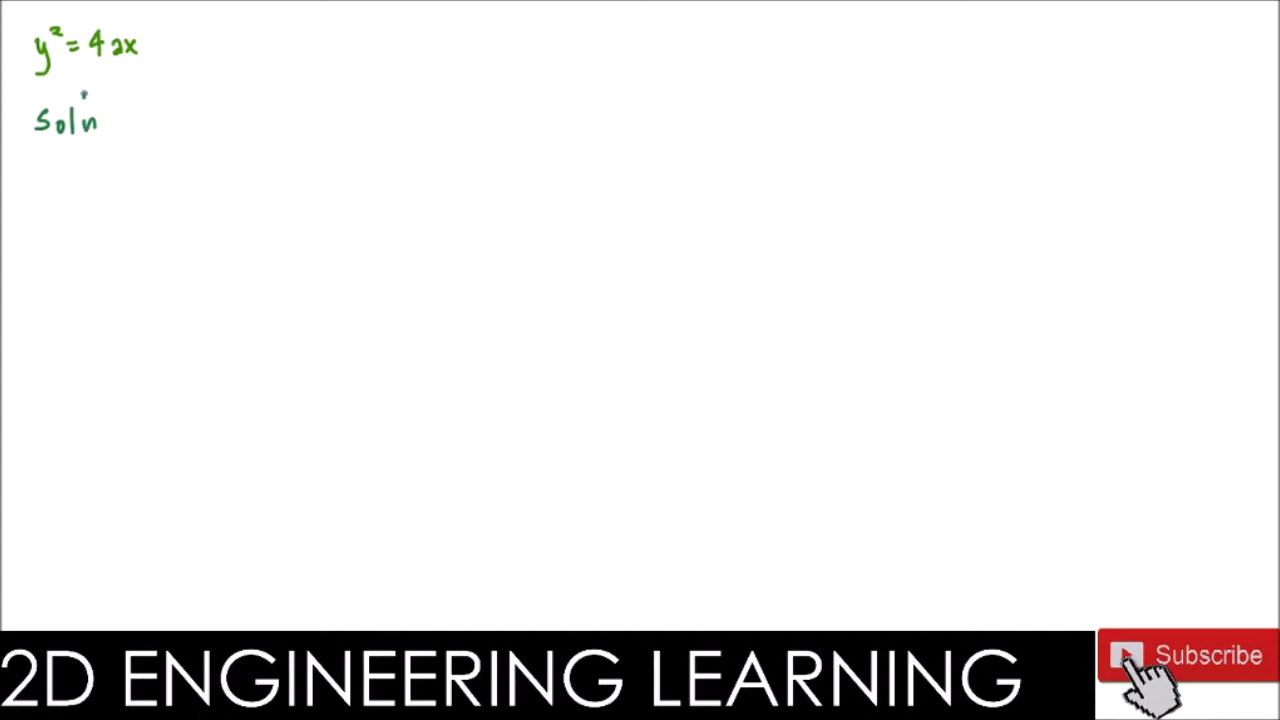 y² = 4ax
Soln
2D ENGINEERING LEARNING
Subscribe